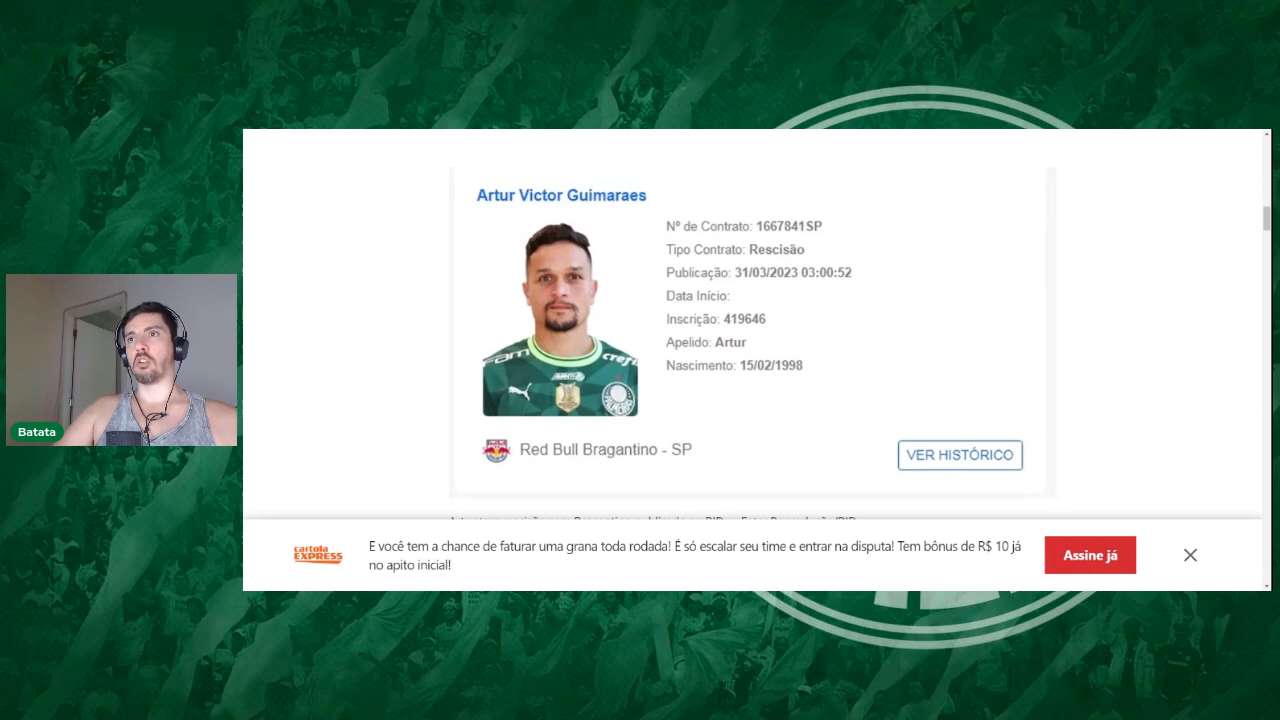 Artur Victor Guimaraes
Nº de Contrato: 1667841SP
Tipo Contrato: Rescisão
Publicação: 31/03/2023 03:00:52
Data Início:
Inscrição: 419646
Apelido: Artur
Nascimento: 15/02/1998
Red Bull Bragantino - SP
VER HISTÓRICO
Batata
cartola
EXPRESS
E você tem a chance de faturar uma grana toda rodada! É só escalar seu time e entrar na disputa! Tem bônus de R$ 10 já
no apito inicial!
Assine já